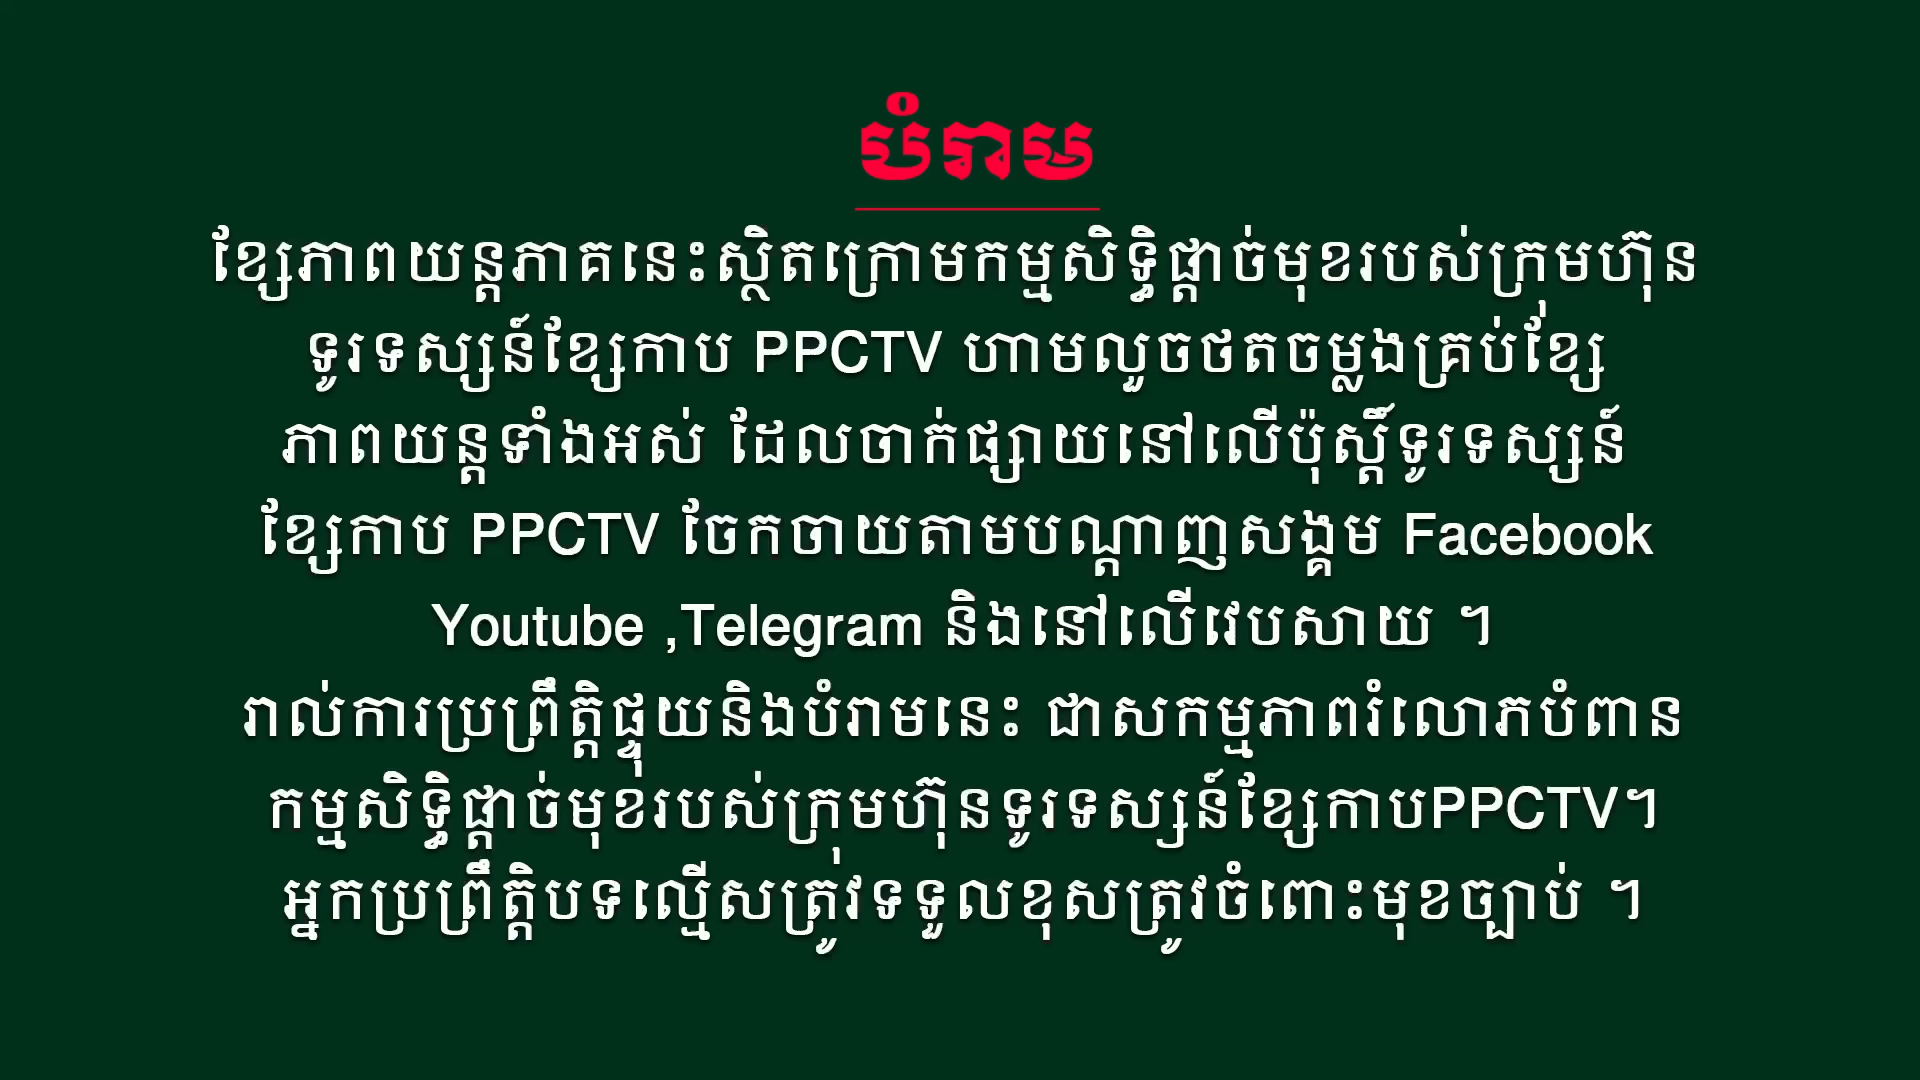 បំរាម
ខ្សែភាពយន្តភាគនេះស្ថិតក្រោមកម្មសិទ្ធិផ្តាច់មុខរបស់ក្រុមហ៊ុន
ទូរទស្សន៍ខ្សែកាប PPCTV ហាមលួចថតចម្លងគ្រប់ខ្សែ
ភាពយន្តទាំងអស់ ដែលចាក់ផ្សាយនៅលើប៉ុស្តិ៍ទូរទស្សន៍
ខ្សែកាប PPCTV ចែកចាយតាមបណ្តាញសង្គម Facebook
Youtube ,Telegram និងនៅលើវេបសាយ ។
រាល់ការប្រព្រឹត្តិផ្ទុយនិងបំរាមនេះ ជាសកម្មភាពរំលោភបំពាន
កម្មសិទ្ធិផ្តាច់មុខរបស់ក្រុមហ៊ុនទូរទស្សន៍ខ្សែកាបPPCTV។
អ្នកប្រព្រឹត្តិបទល្មើសត្រូវទទួលខុសត្រូវចំពោះមុខច្បាប់ ។